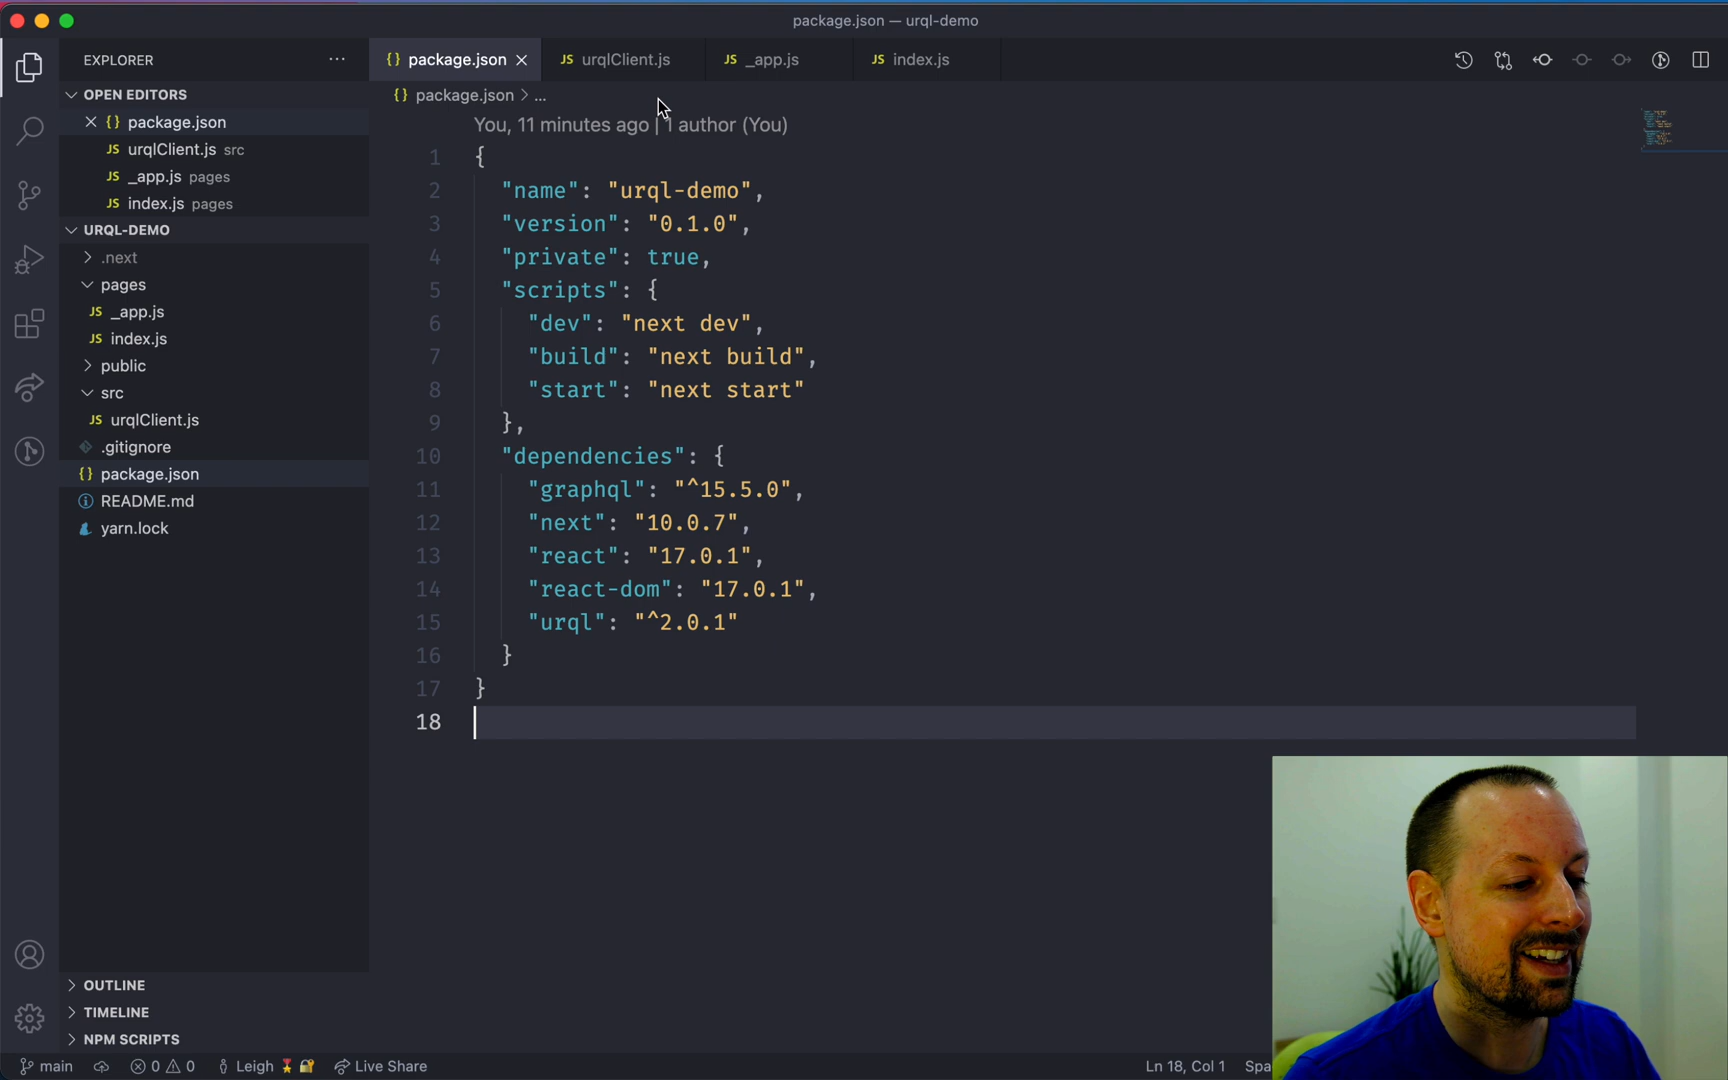 package.json — urql-demo
EXPLORER
{} package.json
JS urqlClient.js
JS _app.js
JS index.js
OPEN EDITORS
{} package.json
JS urqlClient.js src
JS _app.js pages
JS index.js pages
URQL-DEMO
.next
pages
JS _app.js
JS index.js
public
src
JS urqlClient.js
.gitignore
{} package.json
README.md
yarn.lock
OUTLINE
TIMELINE
NPM SCRIPTS
{} package.json > ...
You, 11 minutes ago | 1 author (You)
1 {
2 "name": "urql-demo",
3 "version": "0.1.0",
4 "private": true,
5 "scripts": {
6 "dev": "next dev",
7 "build": "next build",
8 "start": "next start"
9 },
10 "dependencies": {
11 "graphql": "^15.5.0",
12 "next": "10.0.7",
13 "react": "17.0.1",
14 "react-dom": "17.0.1",
15 "urql": "^2.0.1"
16 }
17 }
18
main 0 0 Leigh Live Share Ln 18, Col 1 Spa